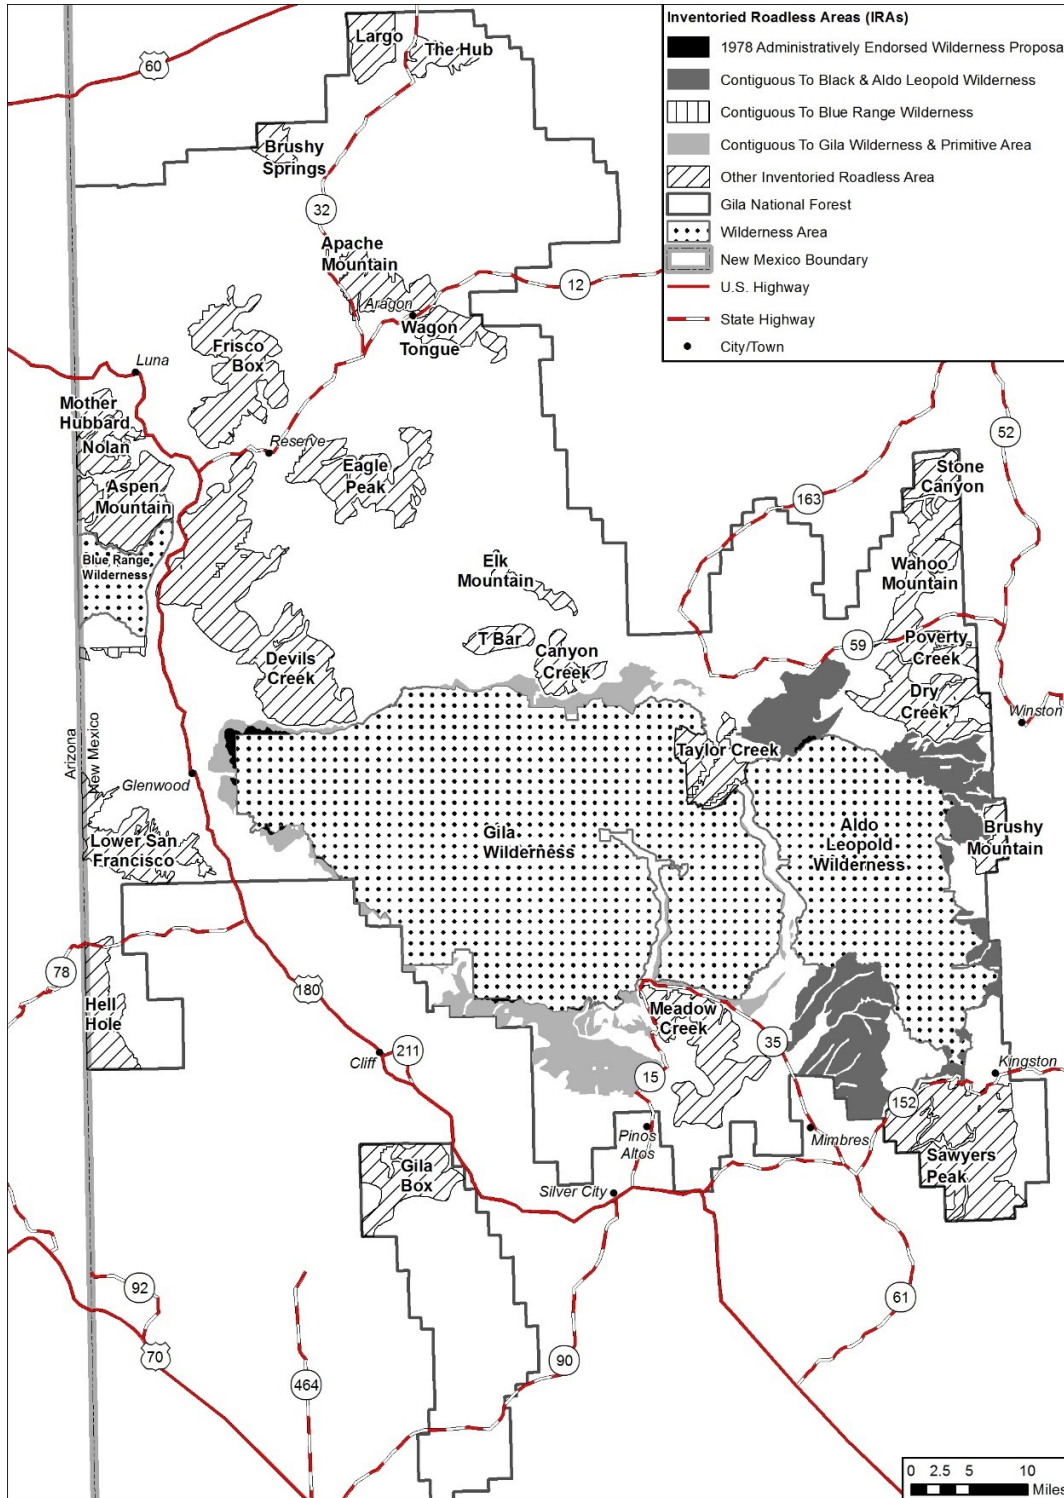 Inventoried Roadless Areas (IRAs)
1978 Administratively Endorsed Wilderness Proposa
Contiguous To Black & Aldo Leopold Wilderness
Contiguous To Blue Range Wilderness
Contiguous To Gila Wilderness & Primitive Area
Other Inventoried Roadless Area
Gila National Forest
Wilderness Area
New Mexico Boundary
U.S. Highway
State Highway
City/Town
Largo
The Hub
60
Brushy
Springs
32
Apache
Mountain
12
Aragon
Wagon
Tongue
Frisco
Box
Luna
Mother
Hubbard
Nolan
Reserve
52
Eagle
Peak
Stone
Canyon
Aspen
Mountain
163
Blue Range
Wilderness
Elk
Mountain
Wahoo
Mountain
T Bar
Canyon
Creek
59
Poverty
Creek
Devils
Creek
Dry
Creek
Winston
Arizona
New Mexico
Taylor Creek
Glenwood
Lower San
Francisco
Gila
Wilderness
Aldo
Leopold
Wilderness
Brushy
Mountain
78
180
Hell
Hole
Meadow
Creek
35
Cliff
211
15
Kingston
152
Pinos
Altos
Mimbres
Sawyers
Peak
Gila
Box
Silver City
92
61
70
90
464
0 2.5 5 10
Miles